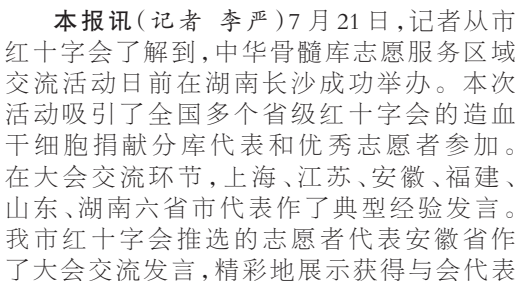 本报讯(记者 李严)7月21日,记者从市
红十字会了解到,中华骨髓库志愿服务区域
交流活动日前在湖南长沙成功举办。本次
活动吸引了全国多个省级红十字会的造血
干细胞捐献分库代表和优秀志愿者参加。
在大会交流环节,上海、江苏、安徽、福建、
山东、湖南六省市代表作了典型经验发言。
我市红十字会推选的志愿者代表安徽省作
了大会交流发言,精彩地展示获得与会代表